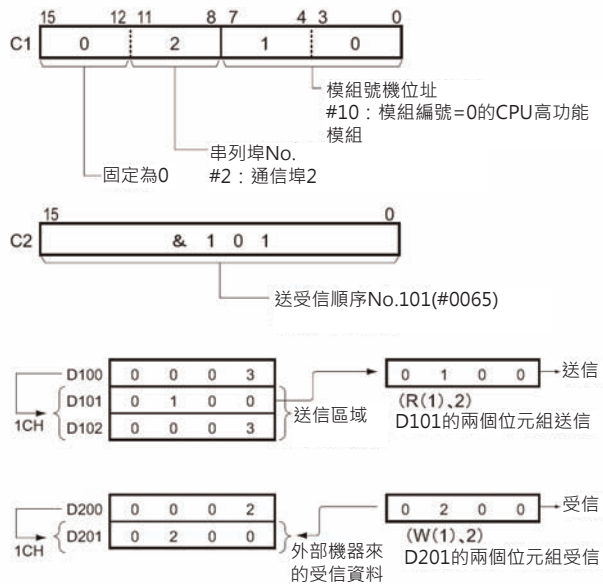 15 12 11 8 7 4 3 0
C1 0 2 1 0
模組號機位址
#10：模組編號=0的CPU高功能
模組
串列埠No.
#2：通信埠2
固定為0
15 0
C2 & 1 0 1
送受信順序No.101(#0065)
D100 0 0 0 3
D101 0 1 0 0
D102 0 0 0 3
1CH
送信區域
0 1 0 0 送信
(R(1)、2)
D101的兩個位元組送信
D200 0 0 0 2
D201 0 2 0 0
1CH
外部機器來
的受信資料
0 2 0 0 受信
(W(1)、2)
D201的兩個位元組受信